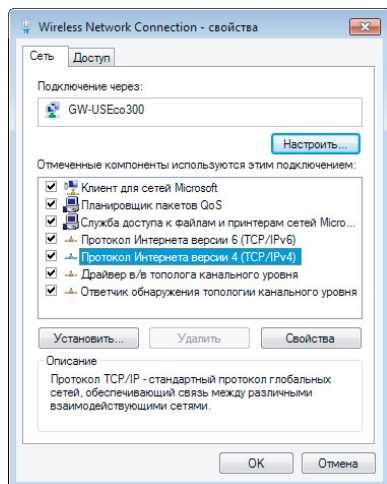 Wireless Network Connection - свойства
Сеть
Доступ
Подключение через:
GW-USEco300
Настроить...
Отмеченные компоненты используются этим подключением:
Клиент для сетей Microsoft
Планировщик пакетов QoS
Служба доступа к файлам и принтерам сетей Micro...
Протокол Интернета версии 6 (TCP/IPv6)
Протокол Интернета версии 4 (TCP/IPv4)
Драйвер в/в тополога канального уровня
Ответчик обнаружения топологии канального уровня
Установить...
Удалить
Свойства
Описание
Протокол TCP/IP - стандартный протокол глобальных
сетей, обеспечивающий связь между различными
взаимодействующими сетями.
OK
Отмена